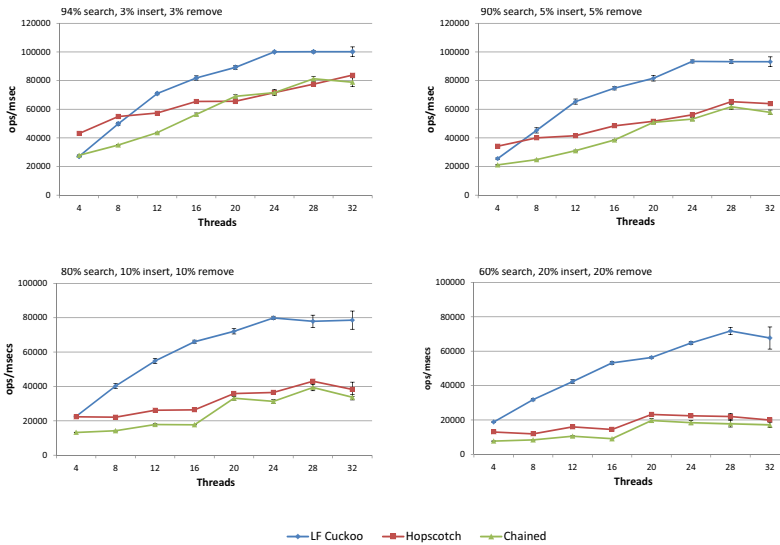 94% search, 3% insert, 3% remove
120000
100000
80000
60000
40000
20000
0
ops/msec
4 8 12 16 20 24 28 32
Threads
90% search, 5% insert, 5% remove
120000
100000
80000
60000
40000
20000
0
ops/msec
4 8 12 16 20 24 28 32
Threads
80% search, 10% insert, 10% remove
100000
80000
60000
40000
20000
0
ops/msecs
4 8 12 16 20 24 28 32
Threads
60% search, 20% insert, 20% remove
100000
80000
60000
40000
20000
0
ops/msecs
4 8 12 16 20 24 28 32
Threads
LF Cuckoo Hopscotch Chained